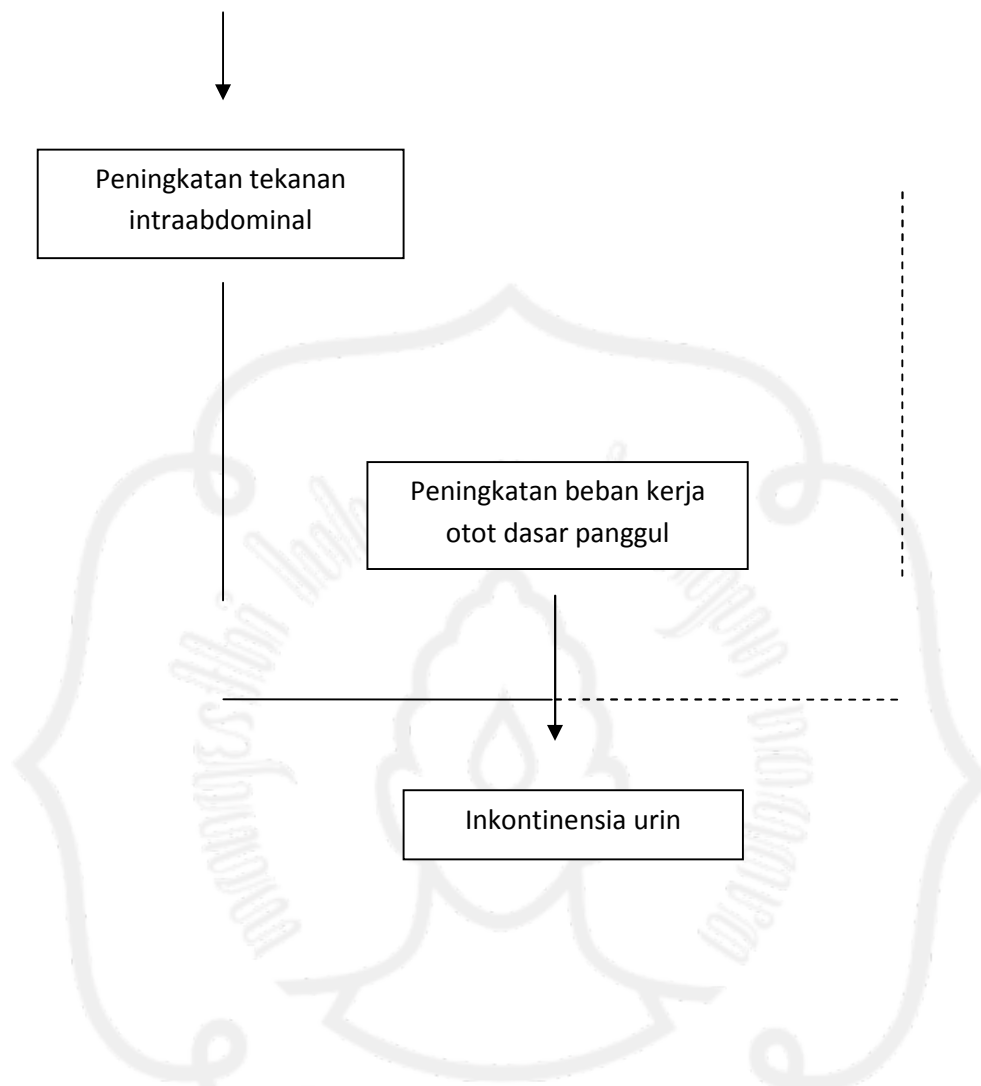 Peningkatan tekanan
intraabdominal
Peningkatan beban kerja
otot dasar panggul
Inkontinensia urin